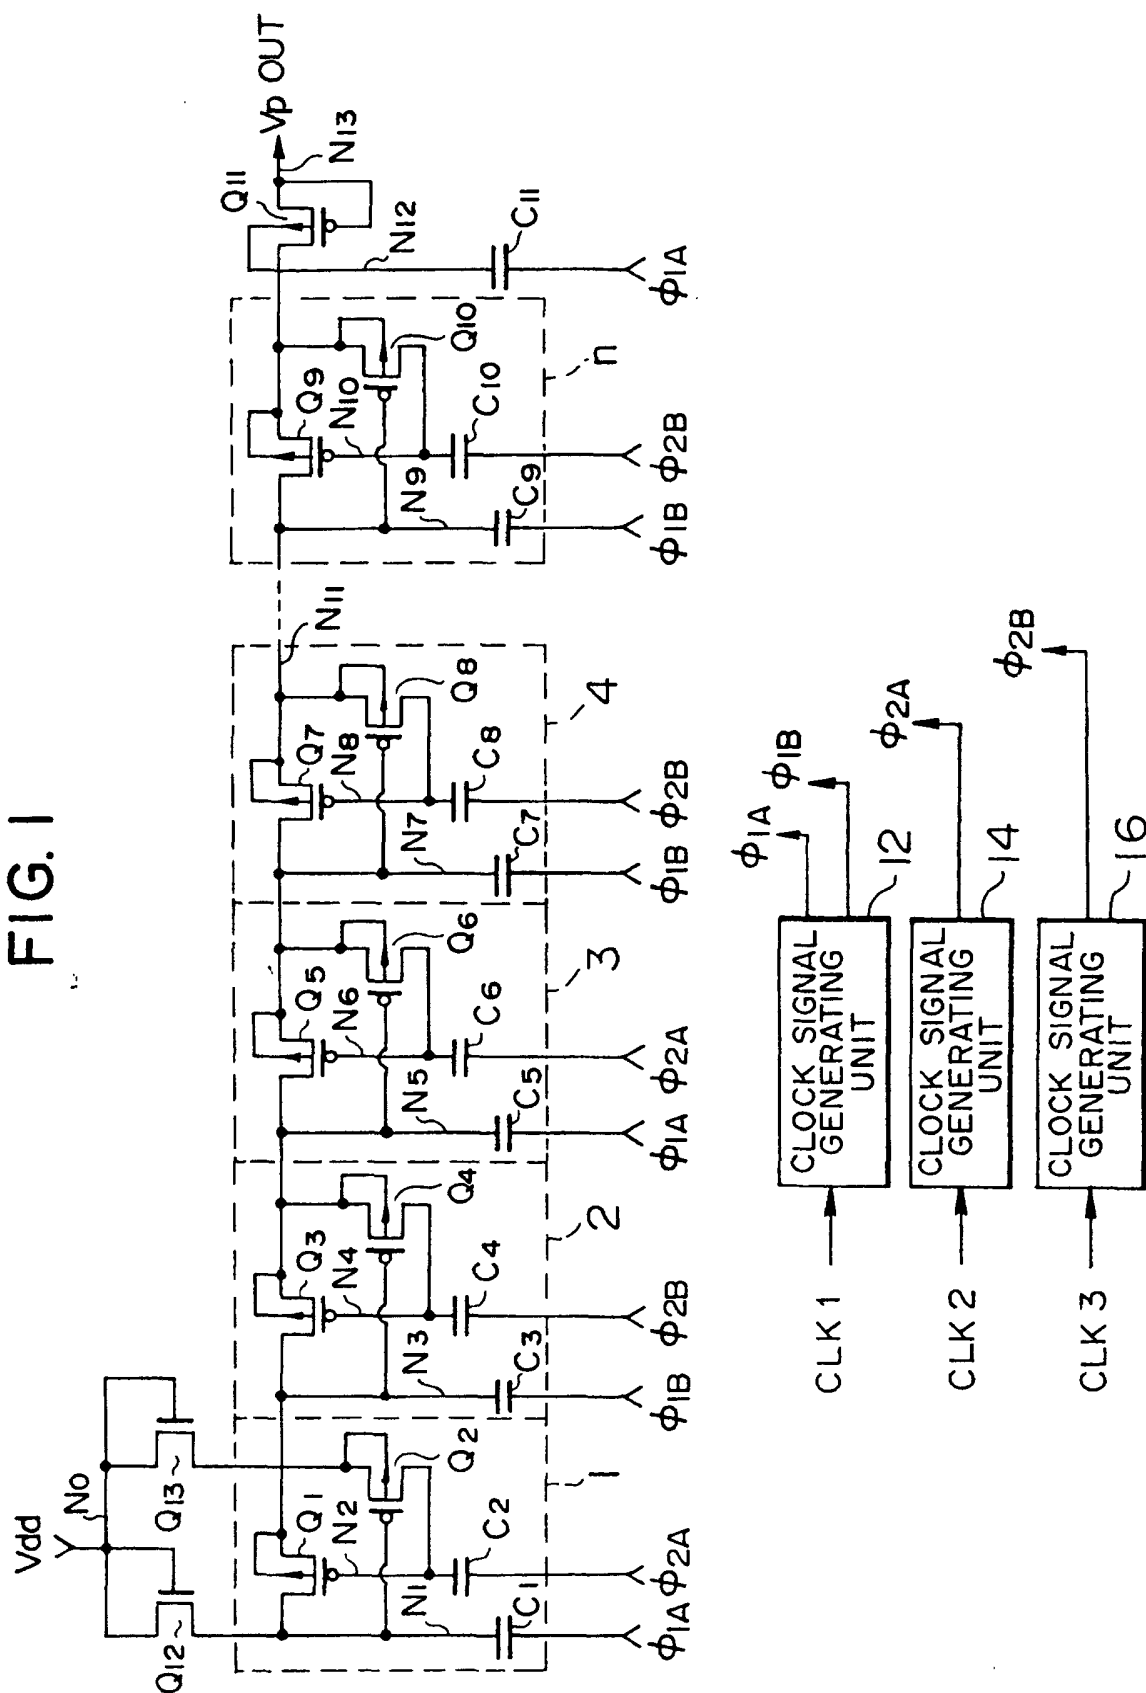 FIG. 1
Vdd
N0
Q12
Q13
Q1
N2
Q2
N1
C1
C2
1
ϕ1A
ϕ2A
Q3
N4
Q4
N3
C3
C4
2
ϕ1B
ϕ2B
Q5
N6
Q6
N5
C5
C6
3
ϕ1A
ϕ2A
Q7
N8
Q8
N7
C7
C8
4
ϕ1B
ϕ2B
N11
Q9
N10
Q10
N9
C9
C10
n
ϕ1B
ϕ2B
Q11
N12
C11
ϕ1A
N13
Vp OUT
CLK 1
CLOCK SIGNAL
GENERATING
UNIT
12
ϕ1A
ϕ1B
CLK 2
CLOCK SIGNAL
GENERATING
UNIT
14
ϕ2A
CLK 3
CLOCK SIGNAL
GENERATING
UNIT
16
ϕ2B